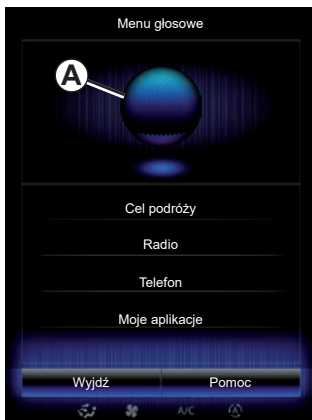 Menu głosowe
A
Cel podróży
Radio
Telefon
Moje aplikacje
Wyjdź Pomoc
A/C A